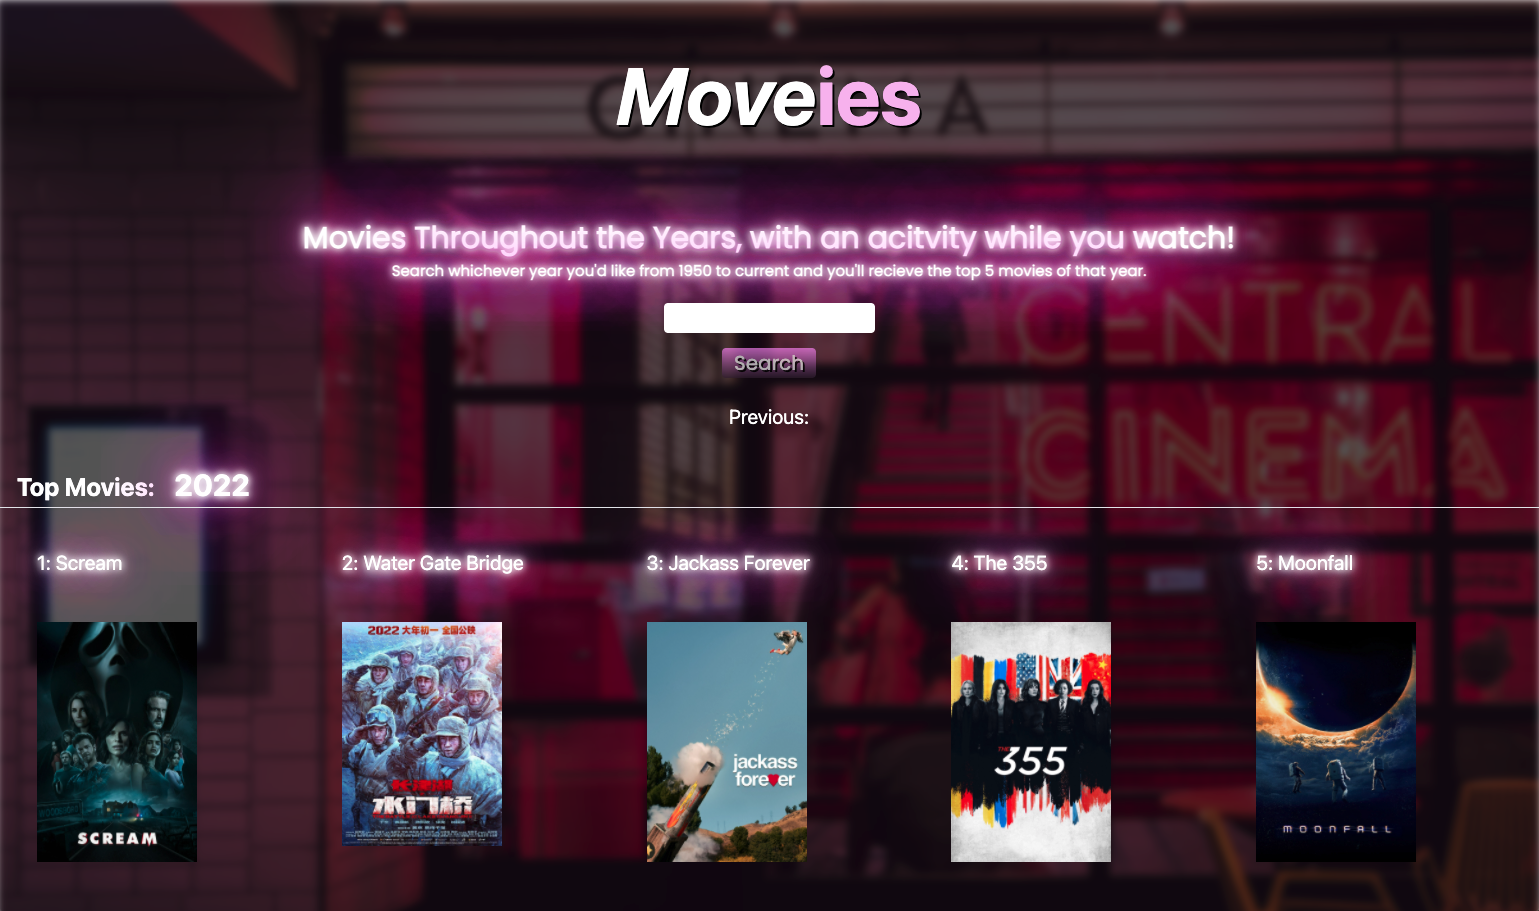 Moveies
Movies Throughout the Years, with an acitvity while you watch!
Search whichever year you'd like from 1950 to current and you'll recieve the top 5 movies of that year.
CENTRAL
Search
Previous:
CINEMA
Top Movies: 2022
1: Scream
2: Water Gate Bridge
3: Jackass Forever
4: The 355
5: Moonfall
SCREAM
2022 大年初一 全国公映
水门桥
jackass
forever
THE
355
MOONFALL